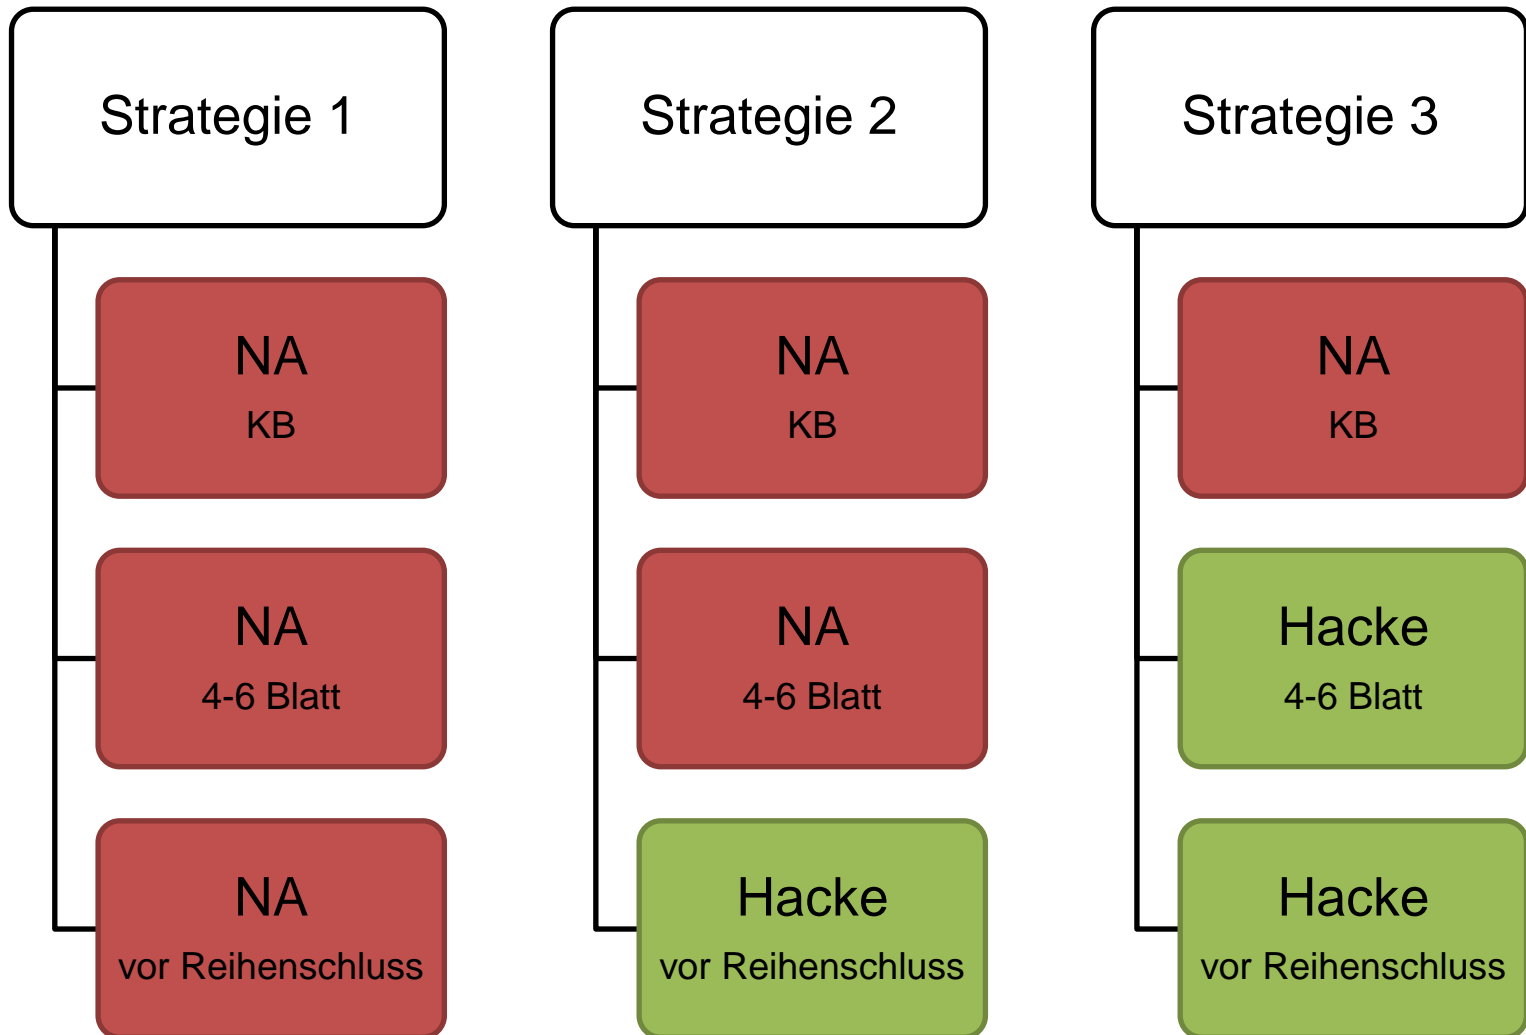 Strategie 1
NA
KB
NA
4-6 Blatt
NA
vor Reihenschluss
Strategie 2
NA
KB
NA
4-6 Blatt
Hacke
vor Reihenschluss
Strategie 3
NA
KB
Hacke
4-6 Blatt
Hacke
vor Reihenschluss